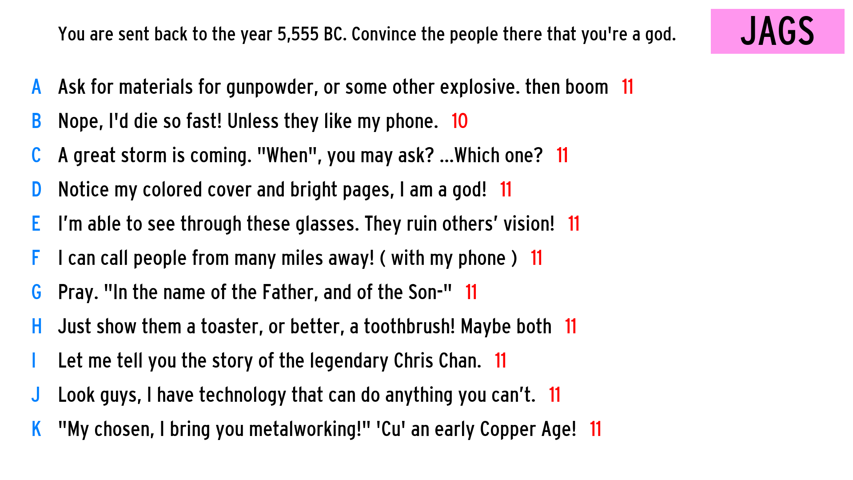 You are sent back to the year 5,555 BC. Convince the people there that you're a god.
JAGS
A Ask for materials for gunpowder, or some other explosive. then boom 11
B Nope, I'd die so fast! Unless they like my phone. 10
C A great storm is coming. "When", you may ask? ...Which one? 11
D Notice my colored cover and bright pages, I am a god! 11
E I’m able to see through these glasses. They ruin others’ vision! 11
F I can call people from many miles away! ( with my phone ) 11
G Pray. "In the name of the Father, and of the Son-" 11
H Just show them a toaster, or better, a toothbrush! Maybe both 11
I Let me tell you the story of the legendary Chris Chan. 11
J Look guys, I have technology that can do anything you can’t. 11
K "My chosen, I bring you metalworking!" 'Cu' an early Copper Age! 11